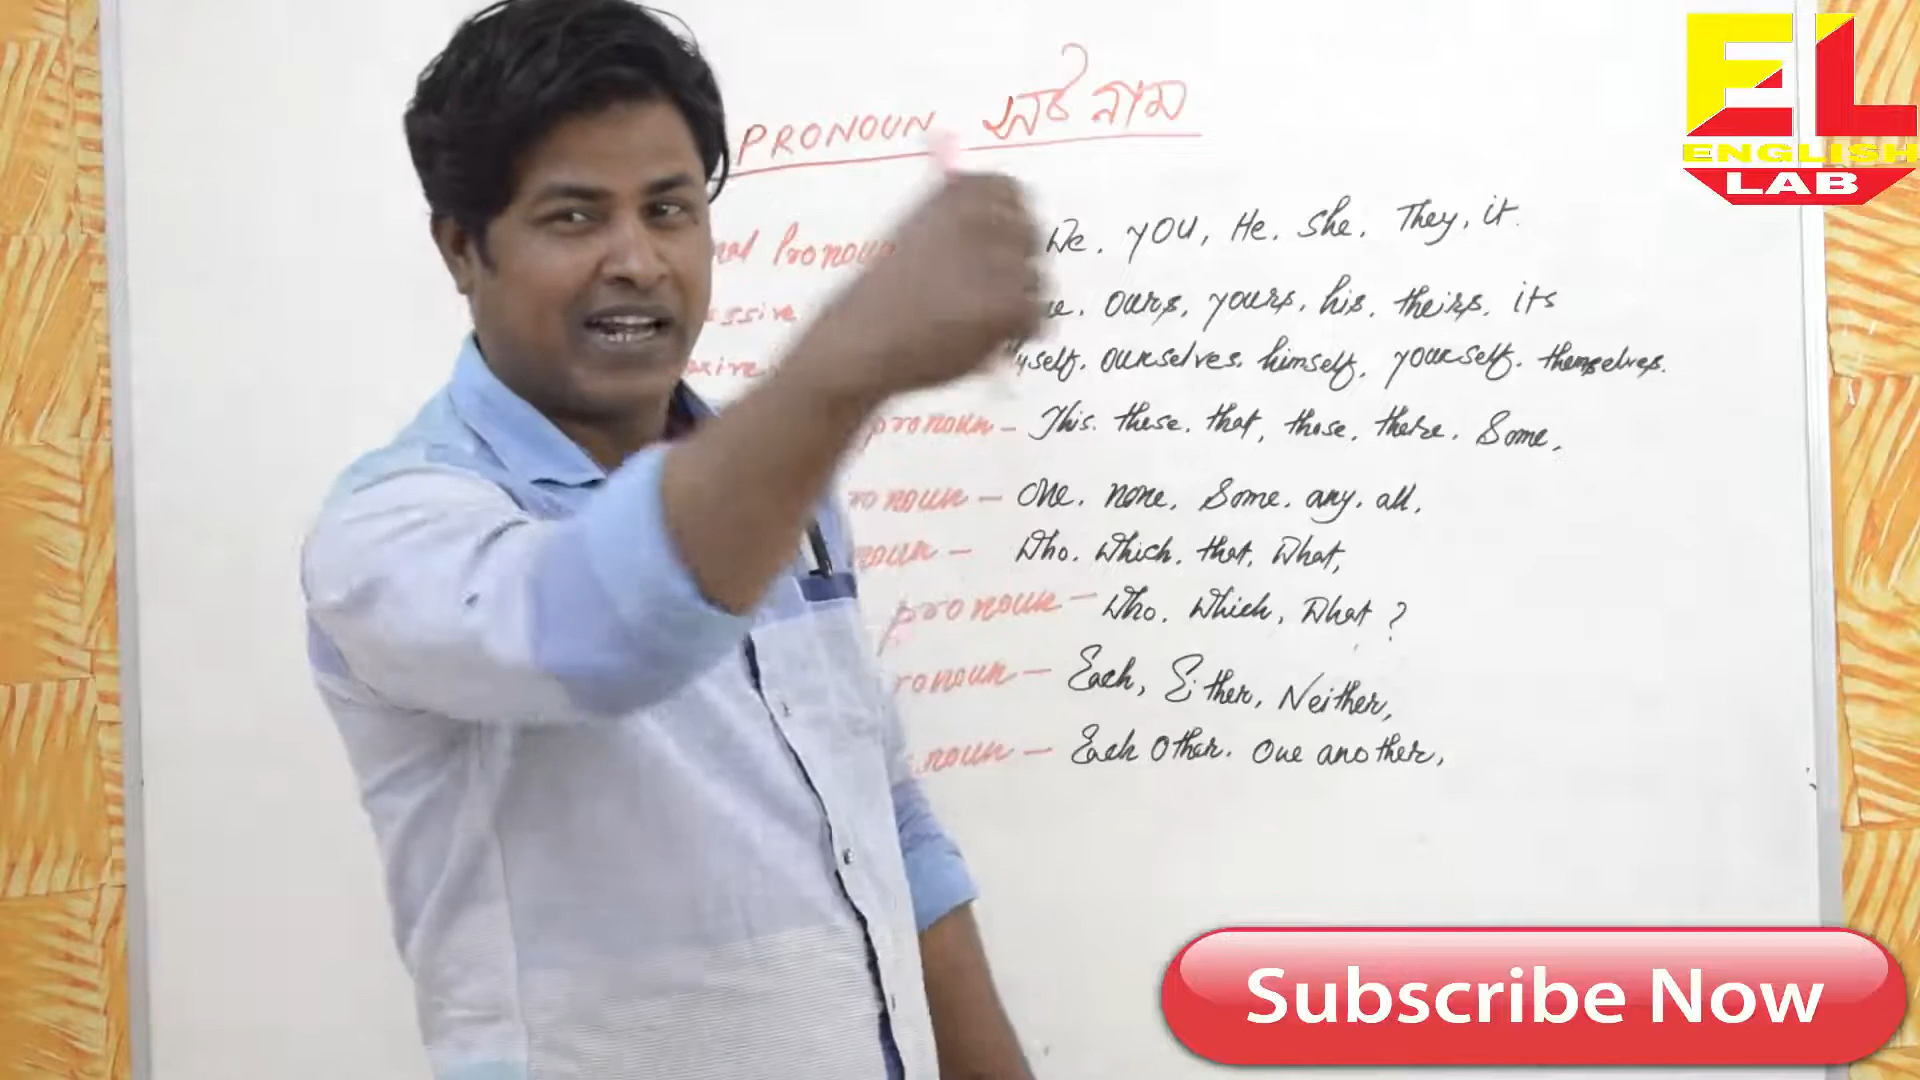 PRONOUN সর্বনাম
Pronoun We. YOU, He. She. They, it.
ours, yours, his. theirs. its
ourselves. himself, yourself. themselves.
pronoun – This. these. that, those. there. Some,
One. none. Some. any. all,
Who. Which. that. What,
pronoun – Who. Which, What ?
Each, Either, Neither,
Each Other. One another,
EL
ENGLISH
LAB
Subscribe Now